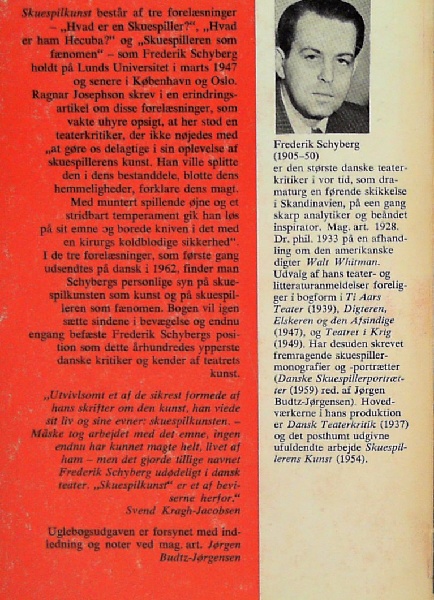 Skuespilkunst består af tre forelæsninger
– „Hvad er en Skuespiller?“, „Hvad
er ham Hecuba?“ og „Skuespilleren som
fænomen“ – som Frederik Schyberg
holdt på Lunds Universitet i marts 1947
og senere i København og Oslo.
Ragnar Josephson skrev i en erindrings-
artikel om disse forelæsninger, som
vakte uhyre opsigt, at her stod en
teaterkritiker, der ikke nøjedes med
„at gøre os delagtige i sin oplevelse af
skuespillerens kunst. Han ville splitte
den i dens bestanddele, blotte dens
hemmeligheder, forklare dens magt.
Med muntert spillende øjne og et
stridbart temperament gik han løs
på sit emne og borede kniven i det med
en kirurgs koldblodige sikkerhed“.
I de tre forelæsninger, som første gang
udsendtes på dansk i 1962, finder man
Schybergs personlige syn på skue-
spilkunsten som kunst og på skuespil-
leren som fænomen. Bogen vil igen
sætte sindene i bevægelse og endnu
engang befæste Frederik Schybergs
position som dette århundredes ypperste
danske kritiker og kender af teatrets
kunst.
„Utvivlsomt et af de sikrest formede af
hans skrifter om den kunst, han viede
sit liv og sine evner: skuespilkunsten. –
Måske tog arbejdet med det emne, ingen
endnu har kunnet magte helt, livet af
ham – men det gjorde tillige navnet
Frederik Schyberg udødeligt i dansk
teater. „Skuespilkunst“ er et af bevi-
serne herfor.“
Svend Kragh-Jacobsen
Uglebogsudgaven er forsynet med ind-
ledning og noter ved mag. art. Jørgen
Budtz-Jørgensen
Frederik Schyberg
(1905–50)
er den største danske teater-
kritiker i vor tid, som dra-
maturg en førende skikkelse
i Skandinavien, på een gang
skarp analytiker og beåndet
inspirator. Mag. art. 1928.
Dr. phil. 1933 på en afhand-
ling om den amerikanske
digter Walt Whitman.
Udvalg af hans teater- og
litteraturanmeldelser forelig-
ger i bogform i Ti Aars
Teater (1939), Digteren,
Elskeren og den Afsindige
(1947), og Teatret i Krig
(1949). Har desuden skrevet
fremragende skuespiller-
monografier og -portrætter
(Danske Skuespillerportræt-
ter (1959) red. af Jørgen
Budtz-Jørgensen). Hoved-
værkerne i hans produktion
er Dansk Teaterkritik (1937)
og det posthumt udgivne
ufuldendte arbejde Skuespil-
lerens Kunst (1954).